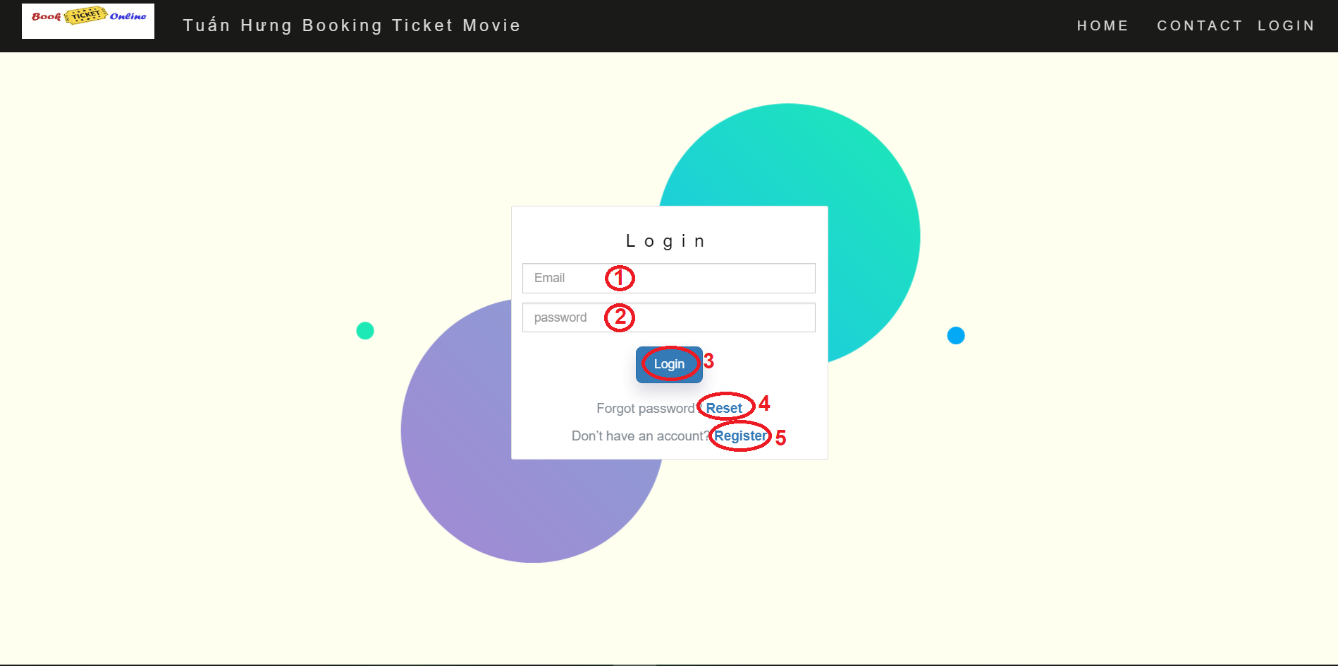 Book TICKET Online
Tuấn Hưng Booking Ticket Movie
HOME CONTACT LOGIN
Login
Email 1
password 2
Login 3
Forgot password? Reset 4
Don't have an account? Register 5